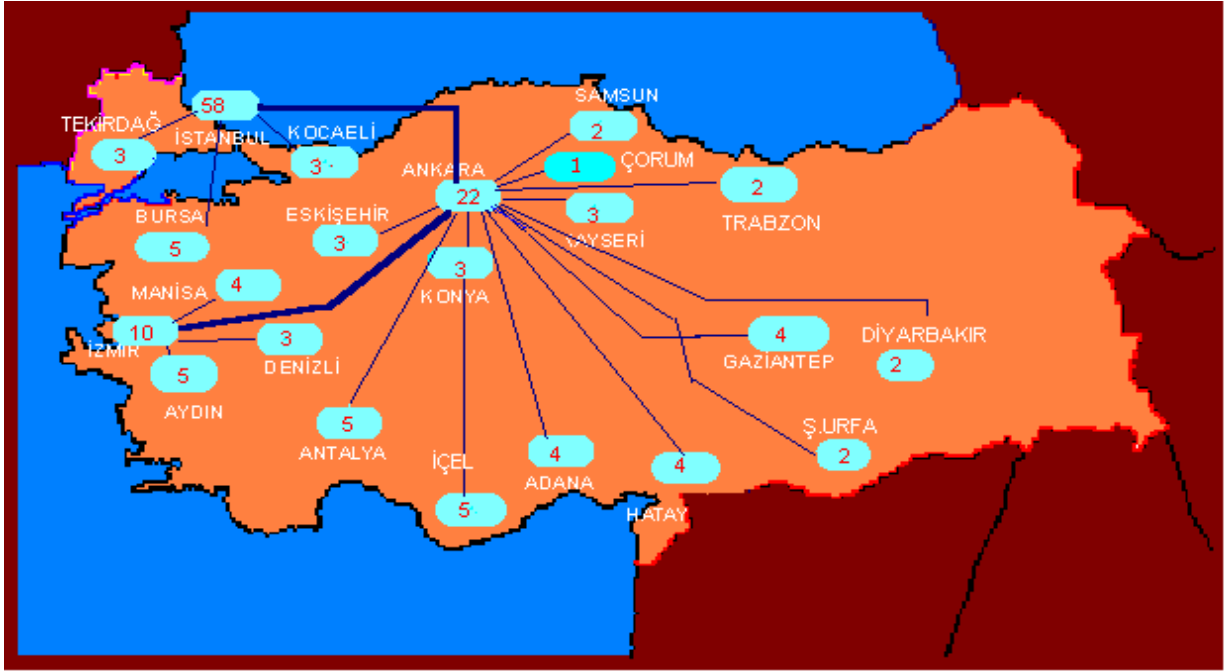 58
SAMSUN
TEKİRDAĞ
İSTANBUL
KOCAELİ
2
3
3
ANKARA
1
ÇORUM
22
2
TRABZON
BURSA
5
ESKİŞEHİR
3
3
AYSERİ
MANİSA
4
3
KONYA
10
İZMİR
3
DENİZLİ
4
GAZİANTEP
DİYARBAKIR
2
5
AYDIN
5
ANTALYA
İÇEL
5
4
ADANA
4
HATAY
Ş.URFA
2